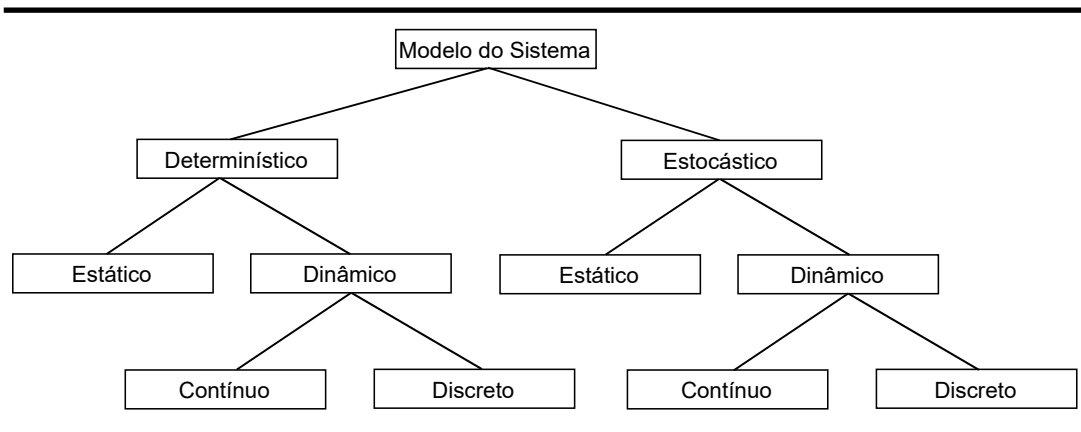 Modelo do Sistema
Determinístico
Estocástico
Estático
Dinâmico
Estático
Dinâmico
Contínuo
Discreto
Contínuo
Discreto